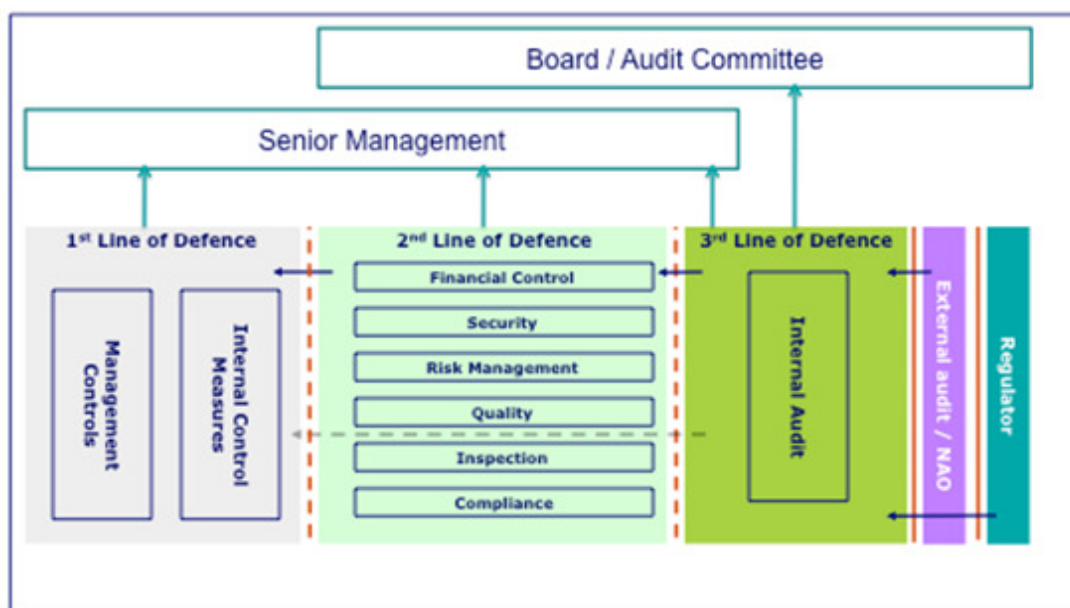 Board / Audit Committee
Senior Management
1st Line of Defence
2nd Line of Defence
3rd Line of Defence
Management
Controls
Internal Control
Measures
Financial Control
Security
Risk Management
Quality
Inspection
Compliance
Internal Audit
External audit / NAO
Regulator